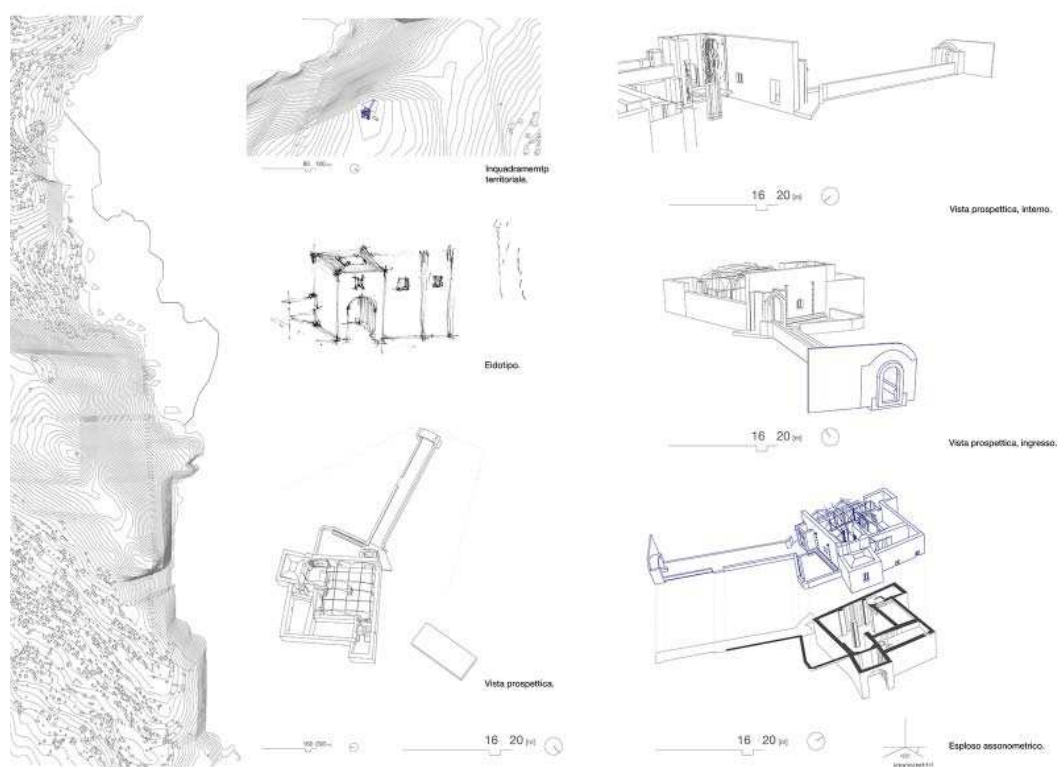 Inquadramemtp
territoriale.
16 20 [m]
Vista prospettica, interno.
Eidotipo.
16 20 [m]
Vista prospettica, ingresso.
Vista prospettica.
16 20 [m]
16 20 [m]
Esploso assonometrico.